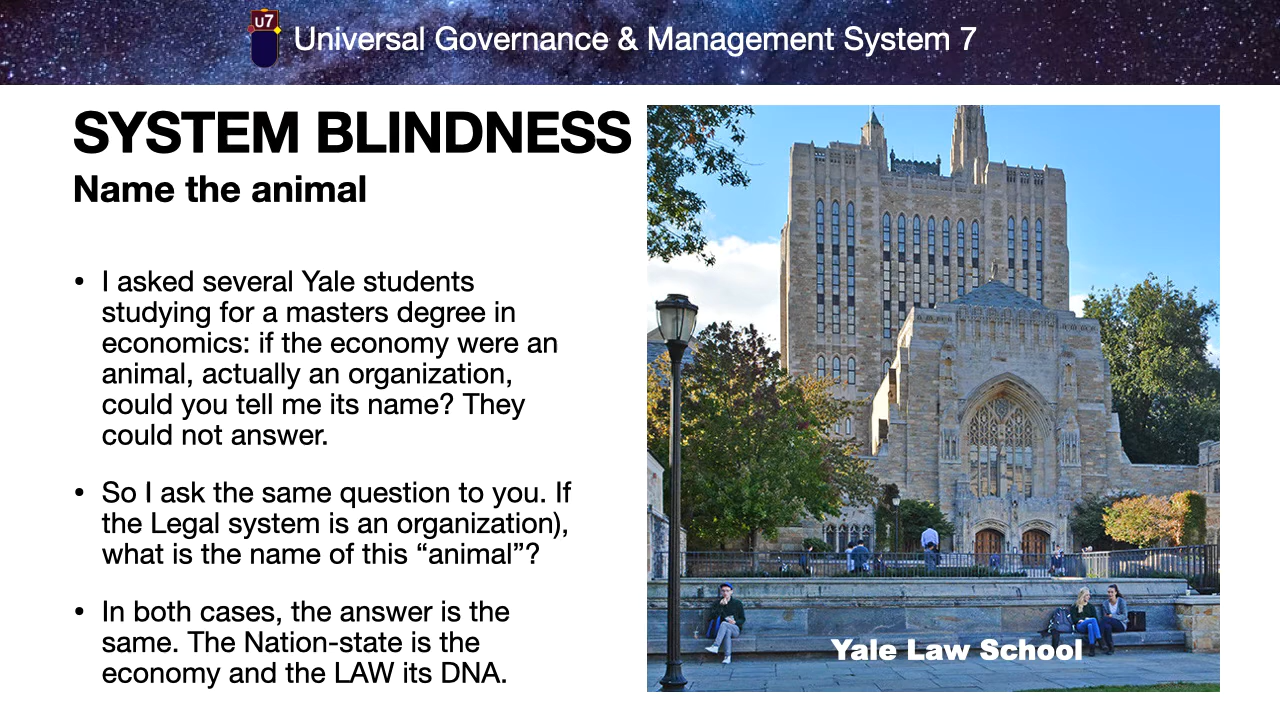 U7
Universal Governance & Management System 7
SYSTEM BLINDNESS
Name the animal
• I asked several Yale students
studying for a masters degree in
economics: if the economy were an
animal, actually an organization,
could you tell me its name? They
could not answer.
• So I ask the same question to you. If
the Legal system is an organization),
what is the name of this “animal”?
• In both cases, the answer is the
same. The Nation-state is the
economy and the LAW its DNA.
Yale Law School